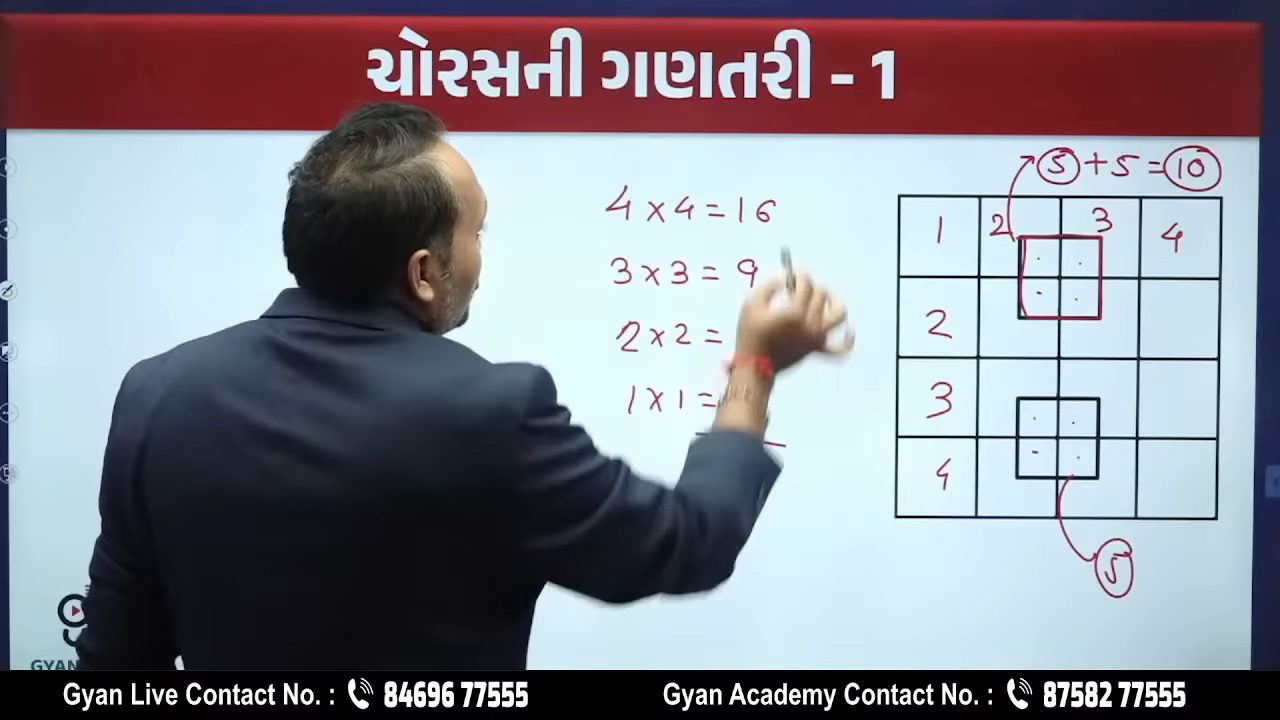 ચોરસની ગણતરી - 1
5 + 5 = 10
4 x 4 = 16
3 x 3 = 9
2 x 2 =
1 x 1 =
1 2 3 4
2
3
4
5
GYAN
Gyan Live Contact No. : 84696 77555
Gyan Academy Contact No. : 87582 77555